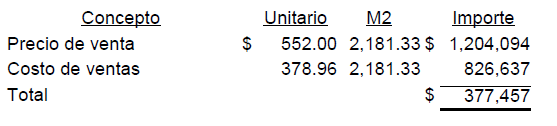 Concepto Unitario M2 Importe
Precio de venta $ 552.00 2,181.33 $ 1,204,094
Costo de ventas 378.96 2,181.33 826,637
Total $ 377,457